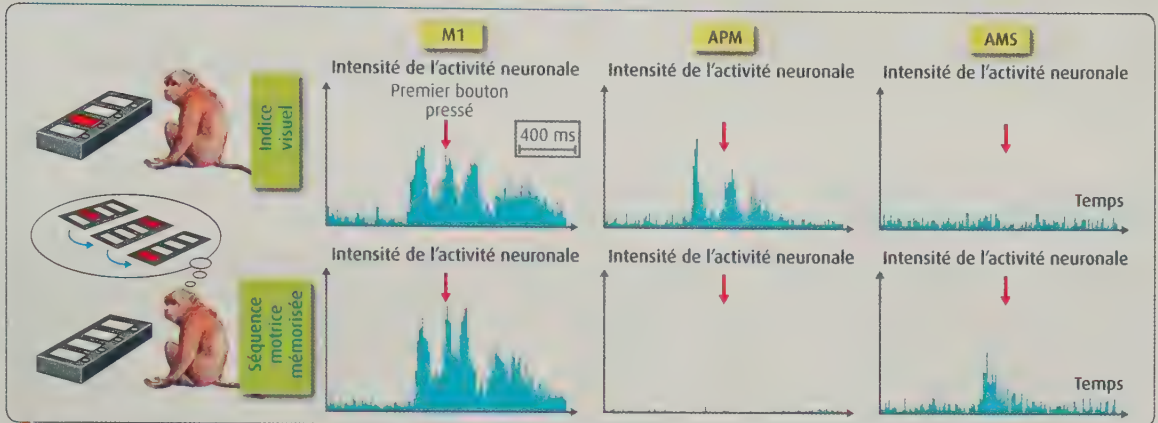 M1
APM
AMS
Intensité de l'activité neuronale
Intensité de l'activité neuronale
Intensité de l'activité neuronale
Premier bouton
pressé
400 ms
Indice
visuel
Temps
Intensité de l'activité neuronale
Intensité de l'activité neuronale
Intensité de l'activité neuronale
Séquence
motrice
mémorisée
Temps